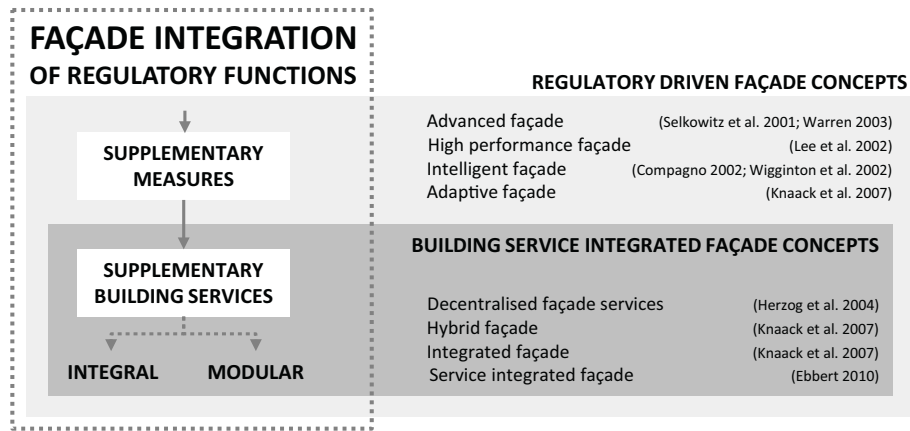 FAÇADE INTEGRATION
OF REGULATORY FUNCTIONS
REGULATORY DRIVEN FAÇADE CONCEPTS
SUPPLEMENTARY
MEASURES
Advanced façade (Selkowitz et al. 2001; Warren 2003)
High performance façade (Lee et al. 2002)
Intelligent façade (Compagno 2002; Wigginton et al. 2002)
Adaptive façade (Knaack et al. 2007)
BUILDING SERVICE INTEGRATED FAÇADE CONCEPTS
SUPPLEMENTARY
BUILDING SERVICES
Decentralised façade services (Herzog et al. 2004)
Hybrid façade (Knaack et al. 2007)
Integrated façade (Knaack et al. 2007)
Service integrated façade (Ebbert 2010)
INTEGRAL MODULAR